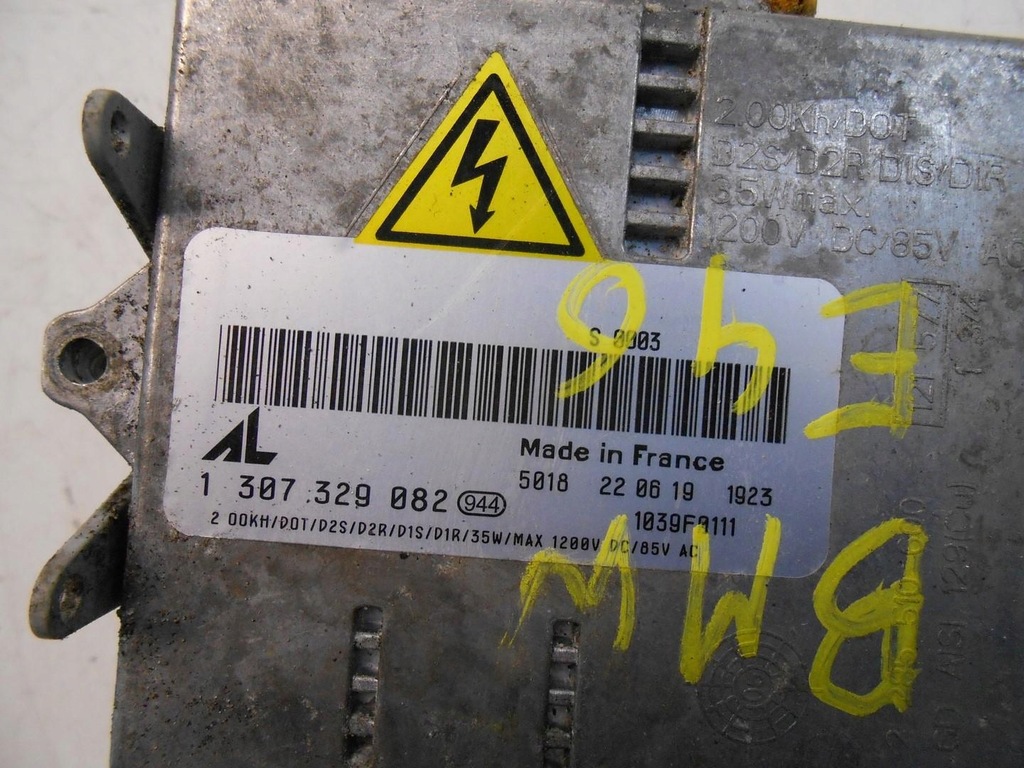 2.00Kh/DOT
D2S/D2R/D1S/D1R
35Wmax.
1200V DC/85V AC
S 0003
AL
Made in France
1 307 329 082 944
5018 22 06 19 1923
1039F0111
2 00KH/DOT/D2S/D2R/D1S/D1R/35W/MAX 1200V DC/85V AC
BMW
E46